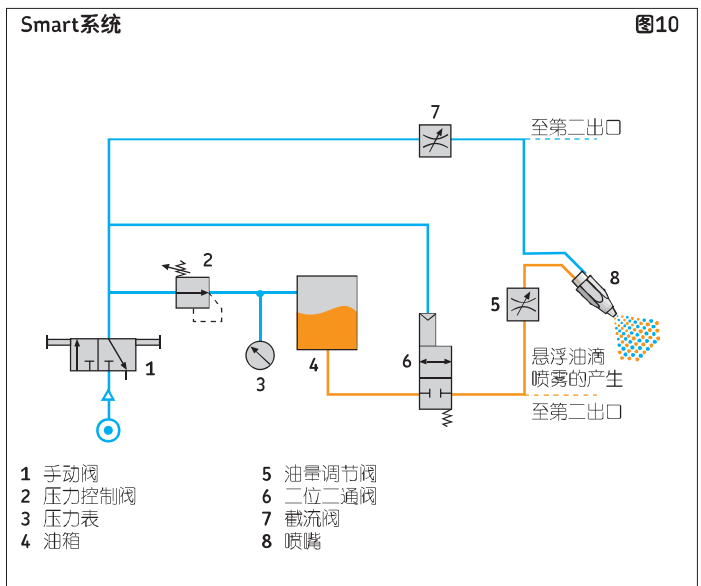 Smart系统
图10
7
至第二出口
2
8
5
1
3
4
6
悬浮油滴
喷雾的产生
至第二出口
1 手动阀
2 压力控制阀
3 压力表
4 油箱
5 油量调节阀
6 二位二通阀
7 截流阀
8 喷嘴